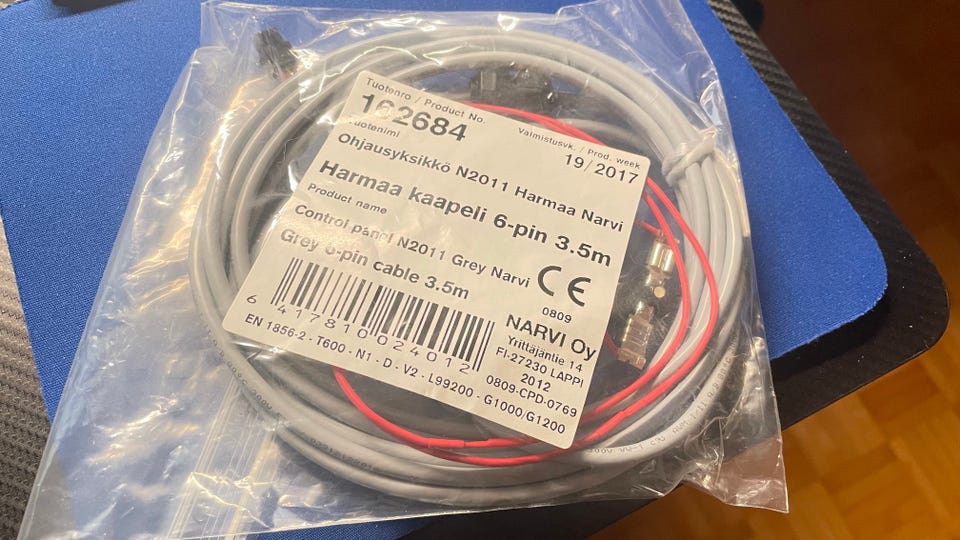 Tuotenro / Product No.
162684
Valmistusvk. / Prod. week
19/2017
Tuotenimi
Ohjausyksikkö N2011 Harmaa Narvi
Harmaa kaapeli 6-pin 3.5m
Product name
Control panel N2011 Grey Narvi
Grey 6-pin cable 3.5m
CE
0809
6 417810 024012
NARVI Oy
Yrittäjäntie 14
FI-27230 LAPPI
2012
0809-CPD-0769
EN 1856-2 - T600 - N1 - D - V2 - L99200 - G1000/G1200